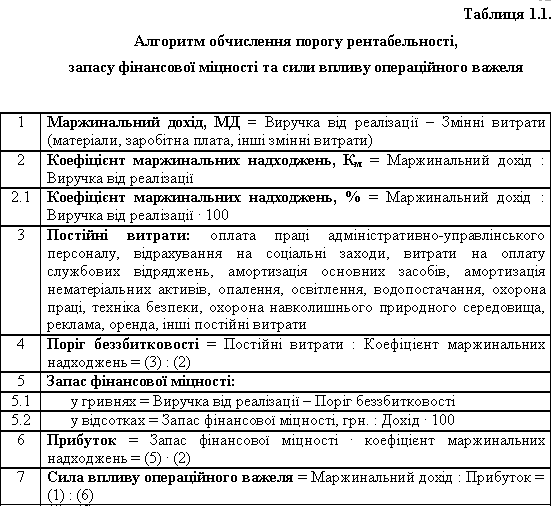 Таблиця 1.1.
Алгоритм обчислення порогу рентабельності,
запасу фінансової міцності та сили впливу операційного важеля
1 Маржинальний дохід, МД = Виручка від реалізації – Змінні витрати
(матеріали, заробітна плата, інші змінні витрати)
2 Коефіцієнт маржинальних надходжень, Км = Маржинальний дохід :
Виручка від реалізації
2.1 Коефіцієнт маржинальних надходжень, % = Маржинальний дохід :
Виручка від реалізації · 100
3 Постійні витрати: оплата праці адміністративно-управлінського
персоналу, відрахування на соціальні заходи, витрати на оплату
службових відряджень, амортизація основних засобів, амортизація
нематеріальних активів, опалення, освітлення, водопостачання, охорона
праці, техніка безпеки, охорона навколишнього природного середовища,
реклама, оренда, інші постійні витрати
4 Поріг беззбитковості = Постійні витрати : Коефіцієнт маржинальних
надходжень = (3) : (2)
5 Запас фінансової міцності:
5.1 у гривнях = Виручка від реалізації – Поріг беззбитковості
5.2 у відсотках = Запас фінансової міцності, грн. : Дохід · 100
6 Прибуток = Запас фінансової міцності · коефіцієнт маржинальних
надходжень = (5) · (2)
7 Сила впливу операційного важеля = Маржинальний дохід : Прибуток =
(1) : (6)